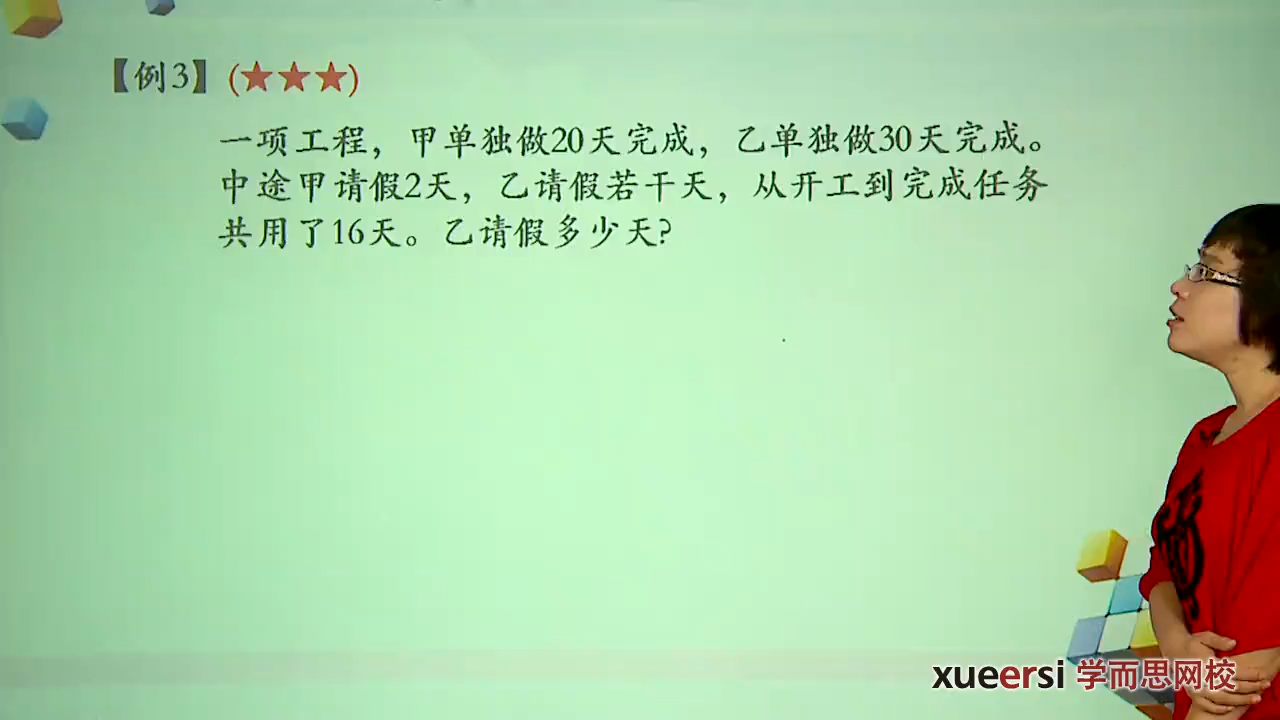 【例3】(★★★)
一项工程，甲单独做20天完成，乙单独做30天完成。
中途甲请假2天，乙请假若干天，从开工到完成任务
共用了16天。乙请假多少天?
xueersi 学而思网校